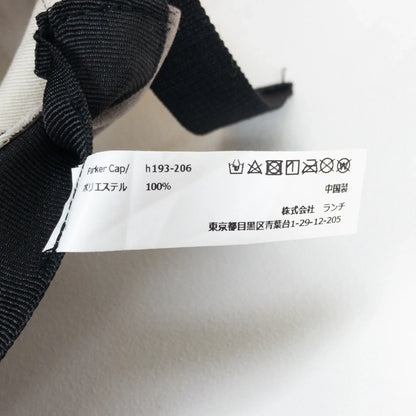 Parker Cap/ h193-206
ポリエステル 100%
中国製
株式会社 ランチ
東京都目黒区青葉台1-29-12-205